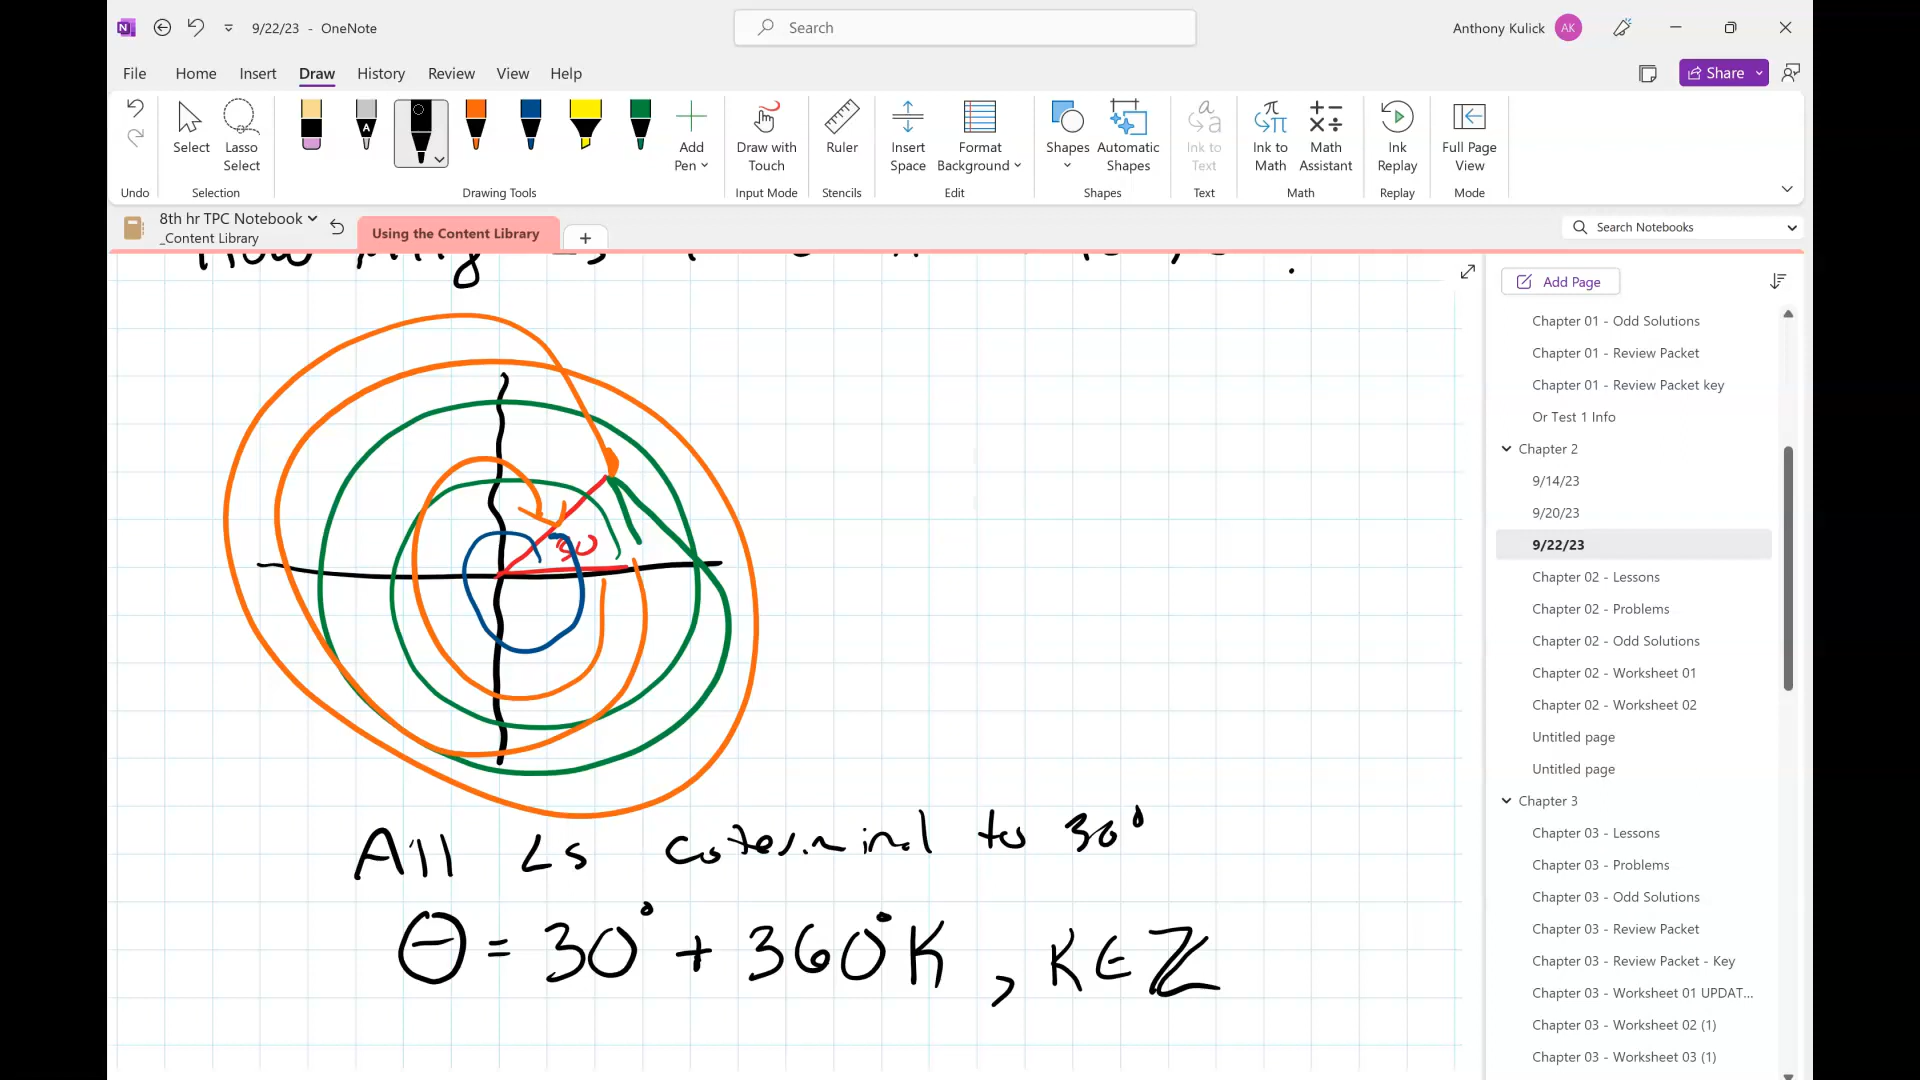 9/22/23 - OneNote
Search
Anthony Kulick AK
File Home Insert Draw History Review View Help
Share
Select
Lasso Select
A
Add Pen
Draw with Touch
Ruler
Insert Space
Format Background
Shapes
Automatic Shapes
Ink to Text
Ink to Math
Math Assistant
Ink Replay
Full Page View
Undo Selection Drawing Tools Input Mode Stencils Edit Shapes Text Math Replay Mode
8th hr TPC Notebook
_Content Library
Using the Content Library
Search Notebooks
How many ∠s
30
All ∠s coterminal to 30°
θ = 30° + 360°K, K∈ℤ
Add Page
Chapter 01 - Odd Solutions
Chapter 01 - Review Packet
Chapter 01 - Review Packet key
Or Test 1 Info
Chapter 2
9/14/23
9/20/23
9/22/23
Chapter 02 - Lessons
Chapter 02 - Problems
Chapter 02 - Odd Solutions
Chapter 02 - Worksheet 01
Chapter 02 - Worksheet 02
Untitled page
Untitled page
Chapter 3
Chapter 03 - Lessons
Chapter 03 - Problems
Chapter 03 - Odd Solutions
Chapter 03 - Review Packet
Chapter 03 - Review Packet - Key
Chapter 03 - Worksheet 01 UPDAT...
Chapter 03 - Worksheet 02 (1)
Chapter 03 - Worksheet 03 (1)